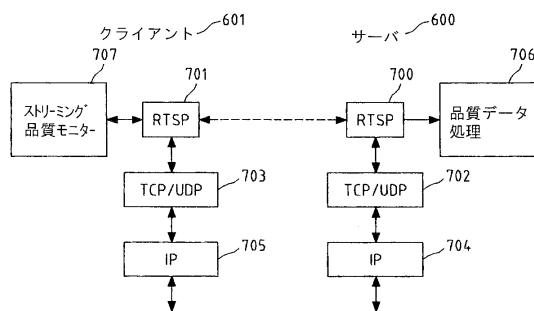 クライアント 601
サーバ 600
707
701
700
706
ストリーミング
品質モニター
RTSP
RTSP
品質データ
処理
703
702
TCP/UDP
TCP/UDP
705
704
IP
IP